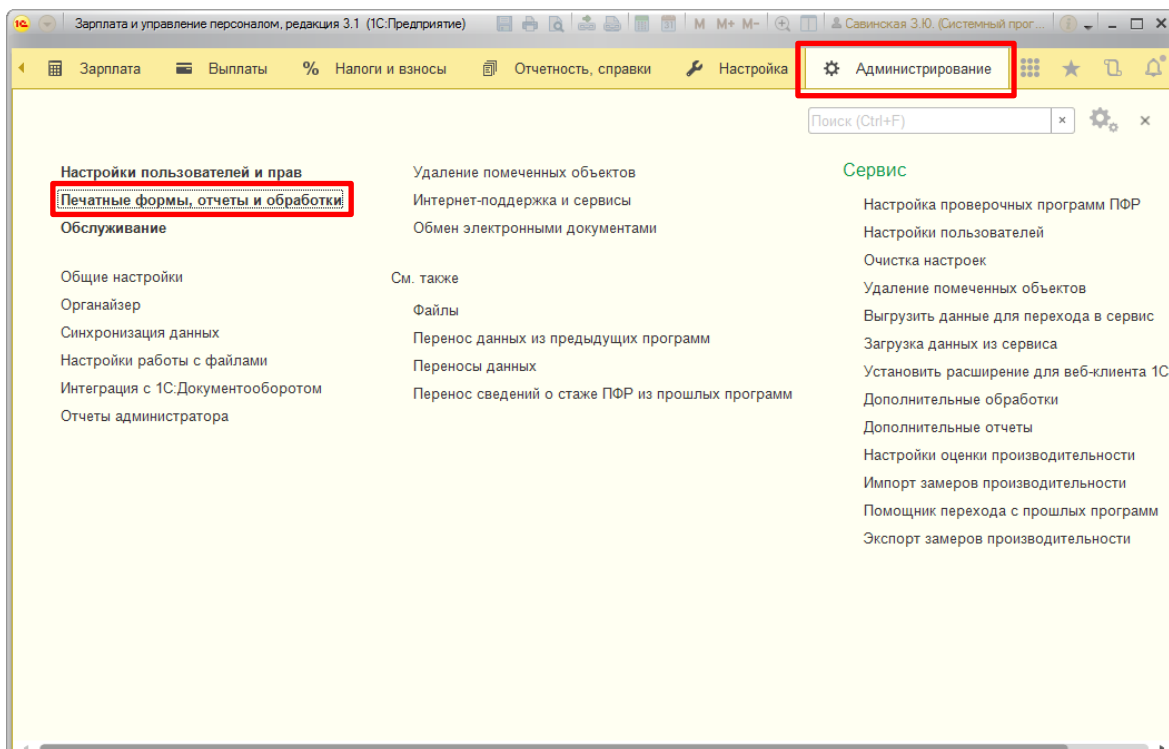 1С Зарплата и управление персоналом, редакция 3.1 (1С:Предприятие) 31 M M+ M- Савинская З.Ю. (Системный прог...
Зарплата Выплаты % Налоги и взносы Отчетность, справки Настройка Администрирование
Поиск (Ctrl+F) ×
Настройки пользователей и прав
Печатные формы, отчеты и обработки
Обслуживание
Общие настройки
Органайзер
Синхронизация данных
Настройки работы с файлами
Интеграция с 1С:Документооборотом
Отчеты администратора
Удаление помеченных объектов
Интернет-поддержка и сервисы
Обмен электронными документами
См. также
Файлы
Перенос данных из предыдущих программ
Переносы данных
Перенос сведений о стаже ПФР из прошлых программ
Сервис
Настройка проверочных программ ПФР
Настройки пользователей
Очистка настроек
Удаление помеченных объектов
Выгрузить данные для перехода в сервис
Загрузка данных из сервиса
Установить расширение для веб-клиента 1С
Дополнительные обработки
Дополнительные отчеты
Настройки оценки производительности
Импорт замеров производительности
Помощник перехода с прошлых программ
Экспорт замеров производительности